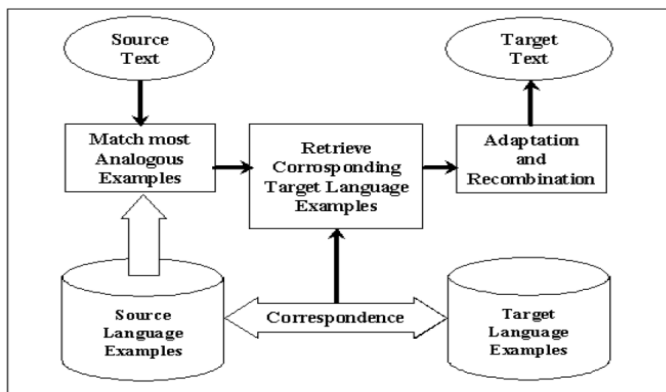 Source
Text
Target
Text
Match most
Analogous
Examples
Retrieve
Corrosponding
Target Language
Examples
Adaptation
and
Recombination
Source
Language
Examples
Correspondence
Target
Language
Examples